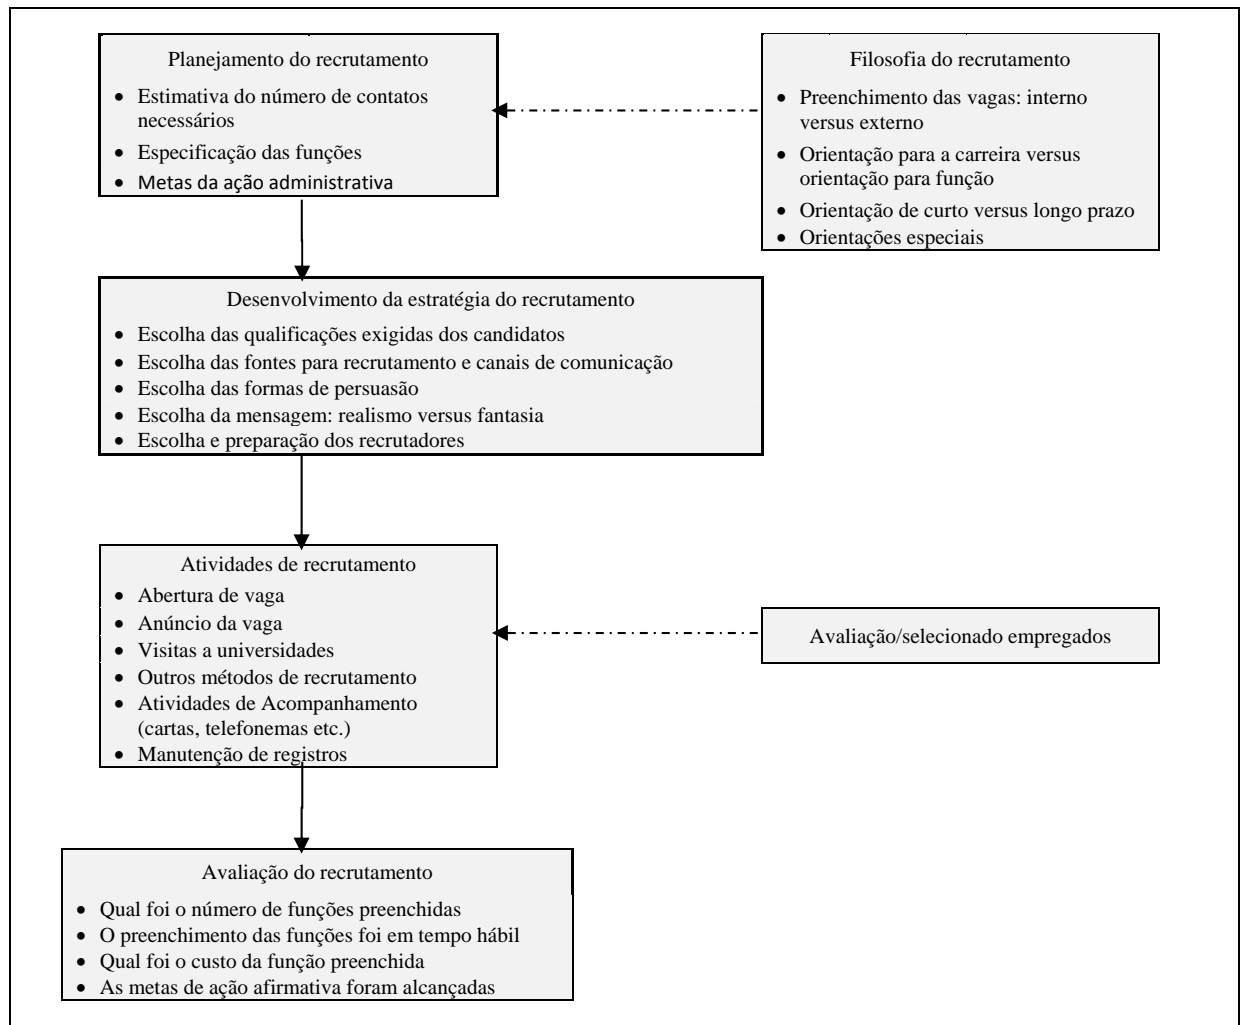 Planejamento do recrutamento
• Estimativa do número de contatos
necessários
• Especificação das funções
• Metas da ação administrativa
Filosofia do recrutamento
• Preenchimento das vagas: interno
versus externo
• Orientação para a carreira versus
orientação para função
• Orientação de curto versus longo prazo
• Orientações especiais
Desenvolvimento da estratégia do recrutamento
• Escolha das qualificações exigidas dos candidatos
• Escolha das fontes para recrutamento e canais de comunicação
• Escolha das formas de persuasão
• Escolha da mensagem: realismo versus fantasia
• Escolha e preparação dos recrutadores
Atividades de recrutamento
• Abertura de vaga
• Anúncio da vaga
• Visitas a universidades
• Outros métodos de recrutamento
• Atividades de Acompanhamento
(cartas, telefonemas etc.)
• Manutenção de registros
Avaliação/selecionado empregados
Avaliação do recrutamento
• Qual foi o número de funções preenchidas
• O preenchimento das funções foi em tempo hábil
• Qual foi o custo da função preenchida
• As metas de ação afirmativa foram alcançadas